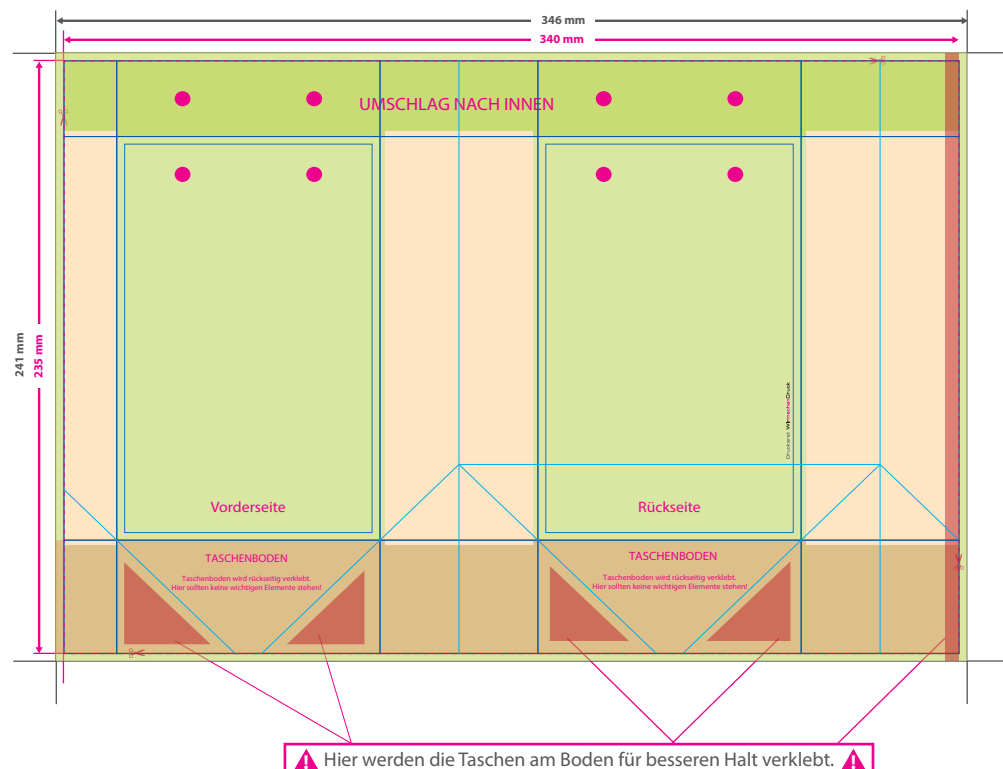 346 mm
340 mm
UMSCHLAG NACH INNEN
241 mm
235 mm
Druckerei WirmachenDruck
Vorderseite
Rückseite
TASCHENBODEN
Taschenboden wird rückseitig verklebt.
Hier sollten keine wichtigen Elemente stehen!
TASCHENBODEN
Taschenboden wird rückseitig verklebt.
Hier sollten keine wichtigen Elemente stehen!
Hier werden die Taschen am Boden für besseren Halt verklebt.